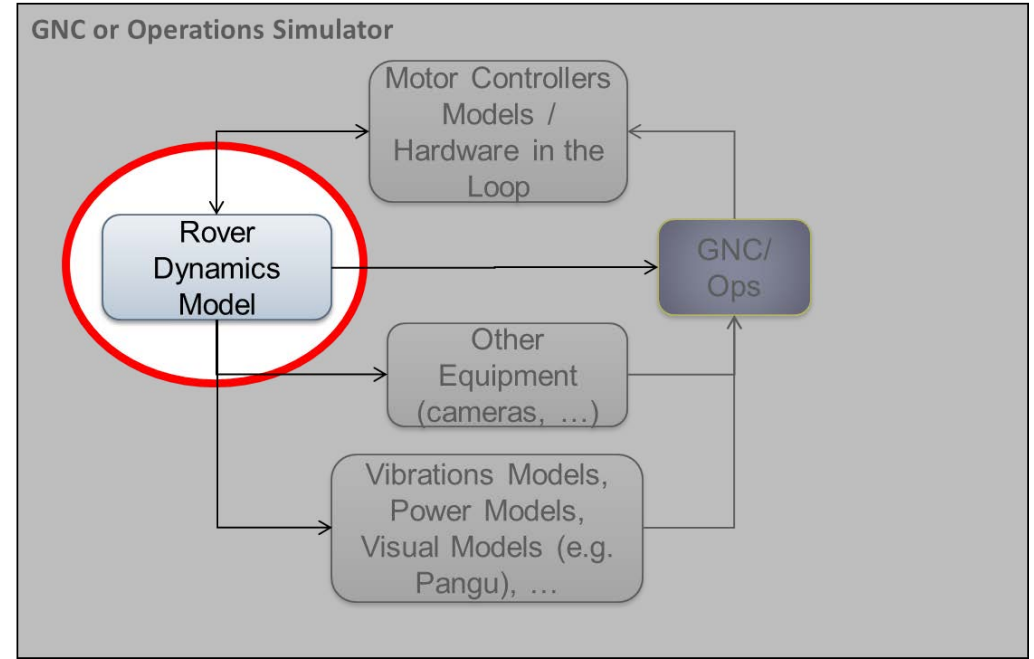 GNC or Operations Simulator
Motor Controllers
Models /
Hardware in the
Loop
Rover
Dynamics
Model
GNC/
Ops
Other
Equipment
(cameras, …)
Vibrations Models,
Power Models,
Visual Models (e.g.
Pangu), …